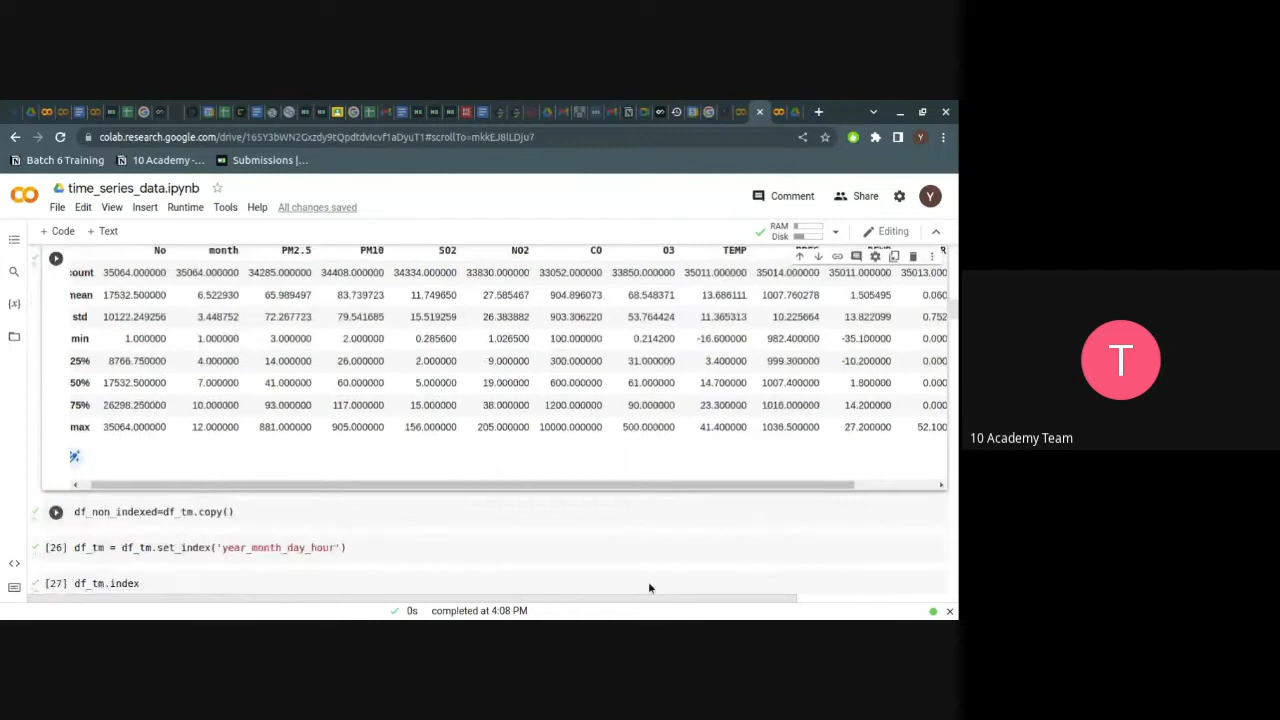 colab.research.google.com/drive/165Y3bWN2Gxzdy9tQpdtdvIcvf1aDyuT1#scrollTo=mkkEJ8lLDju7
Y
Batch 6 Training 10 Academy -... Submissions |...
time_series_data.ipynb
Comment Share Y
File Edit View Insert Runtime Tools Help All changes saved
+ Code + Text RAM Disk Editing
No month PM2.5 PM10 SO2 NO2 CO O3 TEMP
count 35064.000000 35064.000000 34285.000000 34408.000000 34334.000000 33830.000000 33052.000000 33850.000000 35011.000000 35014.000000 35011.000000 35013.000
mean 17532.500000 6.522930 65.989497 83.739723 11.749650 27.585467 904.896073 68.548371 13.686111 1007.760278 1.505495 0.060
std 10122.249256 3.448752 72.267723 79.541685 15.519259 26.383882 903.306220 53.764424 11.365313 10.225664 13.822099 0.752
min 1.000000 1.000000 3.000000 2.000000 0.285600 1.026500 100.000000 0.214200 -16.600000 982.400000 -35.100000 0.000
25% 8766.750000 4.000000 14.000000 26.000000 2.000000 9.000000 300.000000 31.000000 3.400000 999.300000 -10.200000 0.000
50% 17532.500000 7.000000 41.000000 60.000000 5.000000 19.000000 600.000000 61.000000 14.700000 1007.400000 1.800000 0.000
75% 26298.250000 10.000000 93.000000 117.000000 15.000000 38.000000 1200.000000 90.000000 23.300000 1016.000000 14.200000 0.000
max 35064.000000 12.000000 881.000000 905.000000 156.000000 205.000000 10000.000000 500.000000 41.400000 1036.500000 27.200000 52.100
df_non_indexed=df_tm.copy()
[26] df_tm = df_tm.set_index('year_month_day_hour')
[27] df_tm.index
0s completed at 4:08 PM
T
10 Academy Team